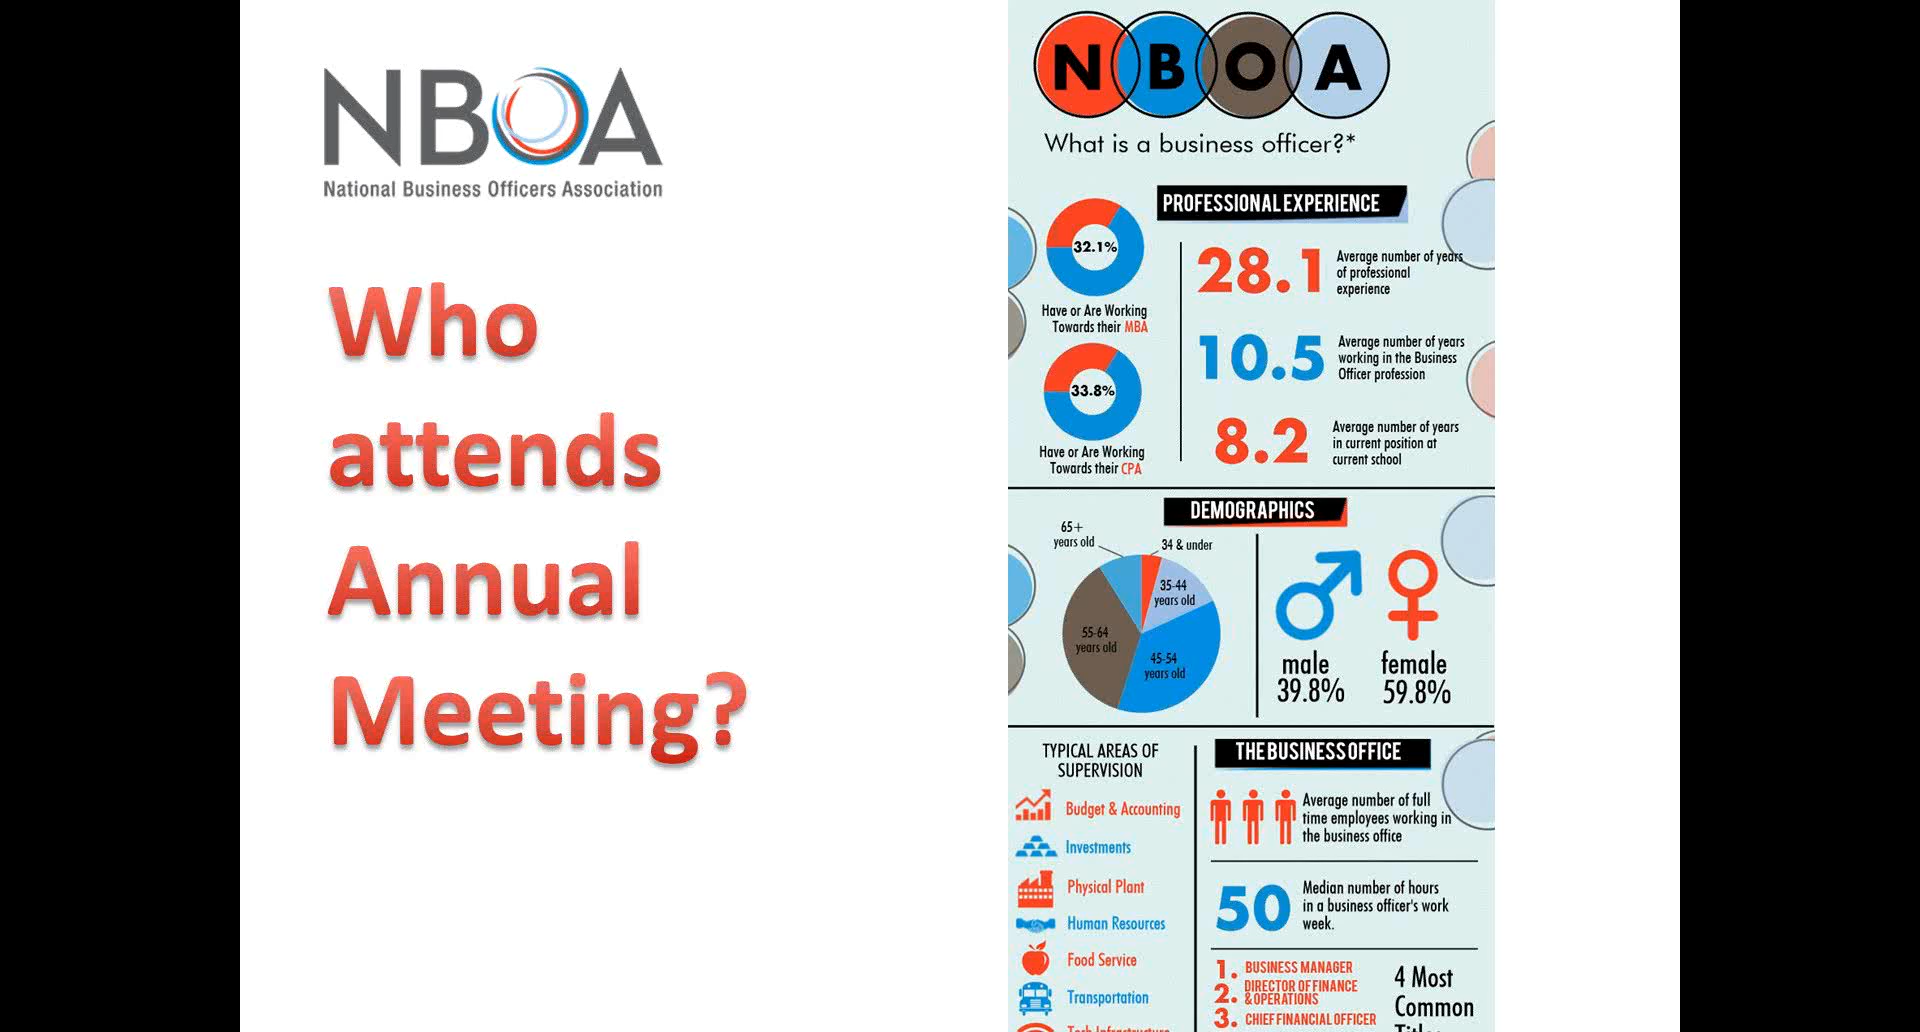 NBOA
National Business Officers Association
Who
attends
Annual
Meeting?
N B O A
What is a business officer?*
PROFESSIONAL EXPERIENCE
32.1%
Have or Are Working
Towards their MBA
33.8%
Have or Are Working
Towards their CPA
28.1
Average number of years
of professional
experience
10.5
Average number of years
working in the Business
Officer profession
8.2
Average number of years
in current position at
current school
DEMOGRAPHICS
65+
years old
34 & under
35-44
years old
55-64
years old
45-54
years old
male
39.8%
female
59.8%
TYPICAL AREAS OF
SUPERVISION
Budget & Accounting
Investments
Physical Plant
Human Resources
Food Service
Transportation
Tech Infrastructure
THE BUSINESS OFFICE
Average number of full
time employees working in
the business office
50
Median number of hours
in a business officer's work
week.
1. BUSINESS MANAGER
2. DIRECTOR OF FINANCE
& OPERATIONS
3. CHIEF FINANCIAL OFFICER
4 Most
Common